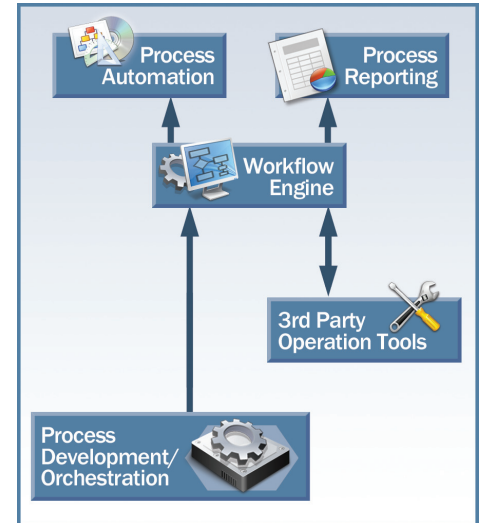 Process
Automation
Process
Reporting
Workflow
Engine
3rd Party
Operation Tools
Process
Development/
Orchestration